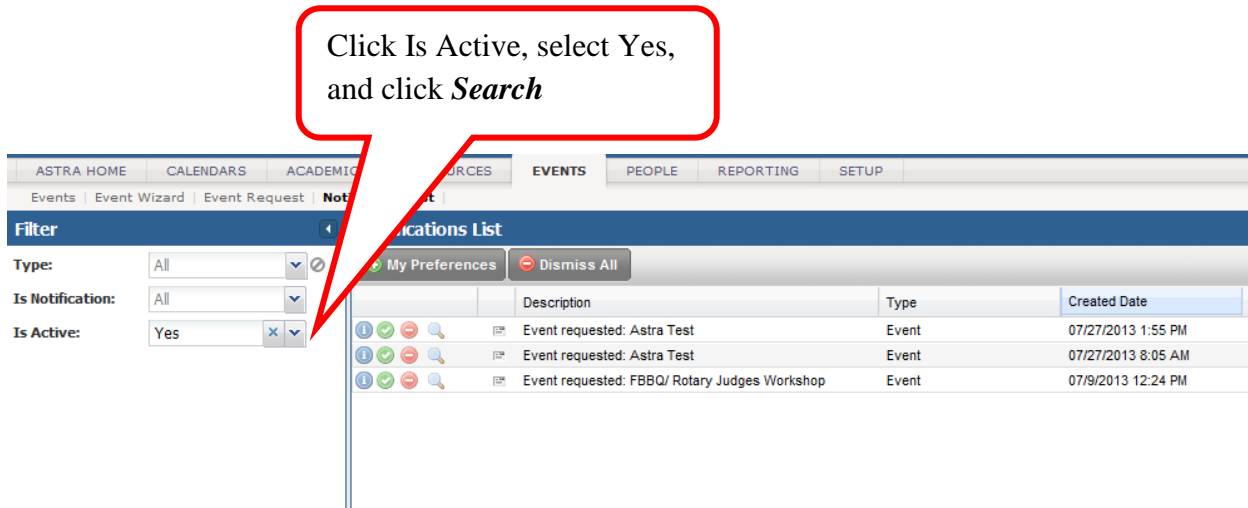 Click Is Active, select Yes,
and click Search
ASTRA HOME CALENDARS ACADEMIC EVENTS PEOPLE REPORTING SETUP
Events | Event Wizard | Event Request |
Filter
List
Type: All
My Preferences Dismiss All
Is Notification: All
Description Type Created Date
Is Active: Yes
Event requested: Astra Test Event 07/27/2013 1:55 PM
Event requested: Astra Test Event 07/27/2013 8:05 AM
Event requested: FBBQ/ Rotary Judges Workshop Event 07/9/2013 12:24 PM